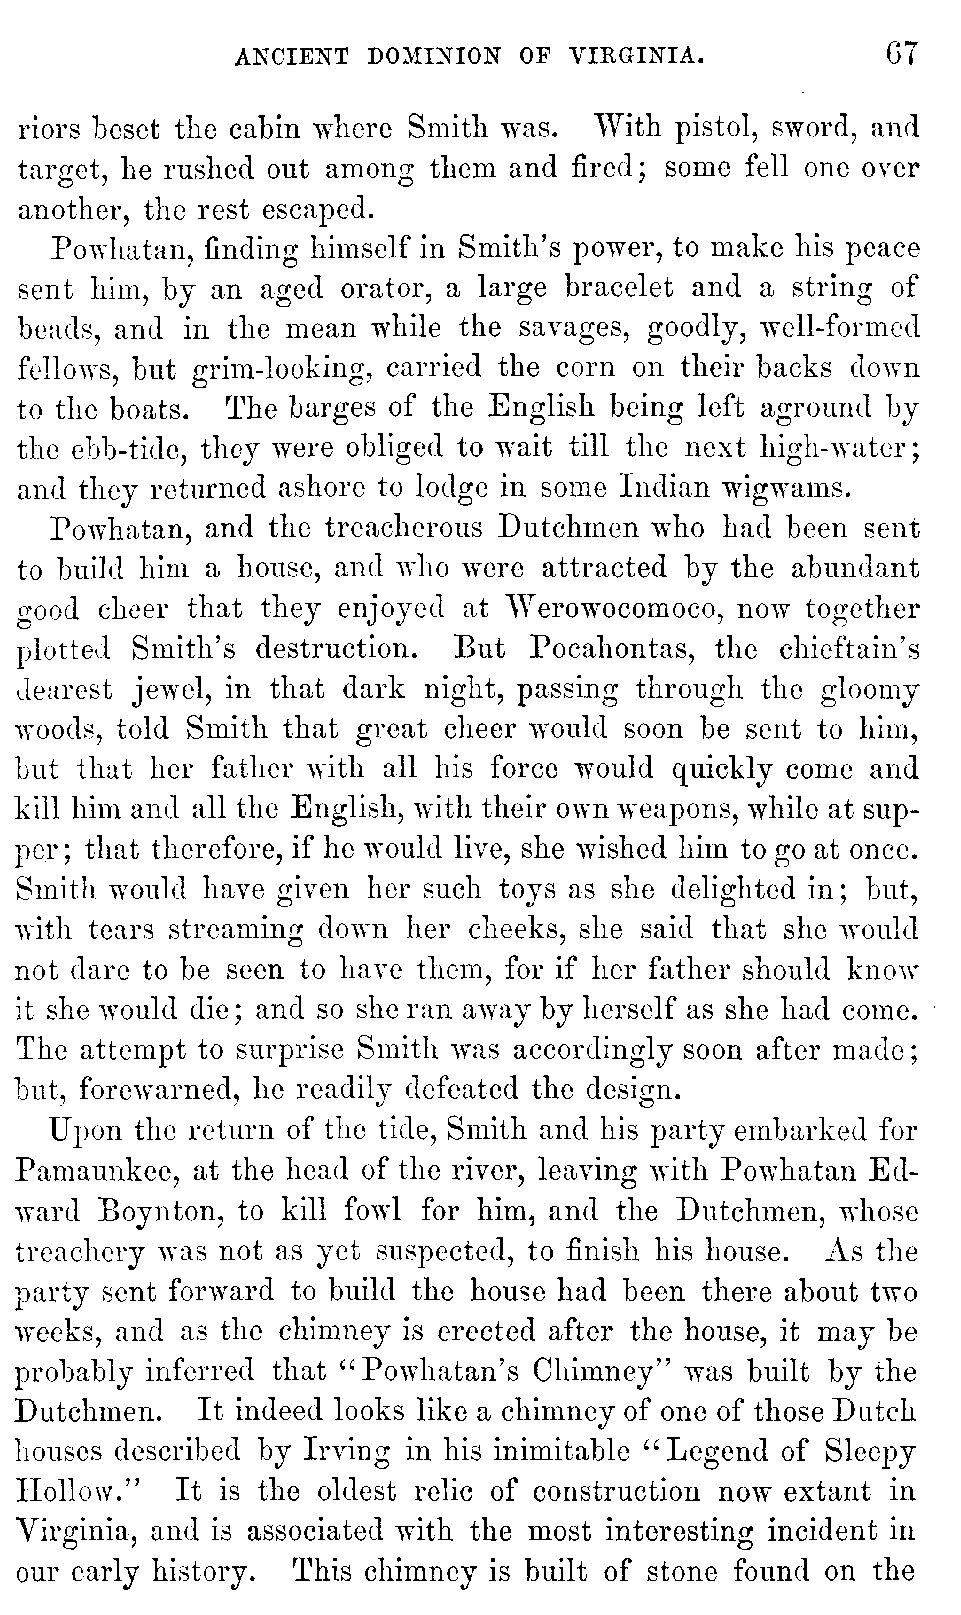 ANCIENT DOMINION OF VIRGINIA. 67
riors beset the cabin where Smith was. With pistol, sword, and
target, he rushed out among them and fired; some fell one over
another, the rest escaped.
Powhatan, finding himself in Smith's power, to make his peace
sent him, by an aged orator, a large bracelet and a string of
beads, and in the mean while the savages, goodly, well-formed
fellows, but grim-looking, carried the corn on their backs down
to the boats. The barges of the English being left aground by
the ebb-tide, they were obliged to wait till the next high-water;
and they returned ashore to lodge in some Indian wigwams.
Powhatan, and the treacherous Dutchmen who had been sent
to build him a house, and who were attracted by the abundant
good cheer that they enjoyed at Werowocomoco, now together
plotted Smith's destruction. But Pocahontas, the chieftain's
dearest jewel, in that dark night, passing through the gloomy
woods, told Smith that great cheer would soon be sent to him,
but that her father with all his force would quickly come and
kill him and all the English, with their own weapons, while at sup-
per; that therefore, if he would live, she wished him to go at once.
Smith would have given her such toys as she delighted in; but,
with tears streaming down her cheeks, she said that she would
not dare to be seen to have them, for if her father should know
it she would die; and so she ran away by herself as she had come.
The attempt to surprise Smith was accordingly soon after made;
but, forewarned, he readily defeated the design.
Upon the return of the tide, Smith and his party embarked for
Pamaunkee, at the head of the river, leaving with Powhatan Ed-
ward Boynton, to kill fowl for him, and the Dutchmen, whose
treachery was not as yet suspected, to finish his house. As the
party sent forward to build the house had been there about two
weeks, and as the chimney is erected after the house, it may be
probably inferred that "Powhatan's Chimney" was built by the
Dutchmen. It indeed looks like a chimney of one of those Dutch
houses described by Irving in his inimitable "Legend of Sleepy
Hollow." It is the oldest relic of construction now extant in
Virginia, and is associated with the most interesting incident in
our early history. This chimney is built of stone found on the